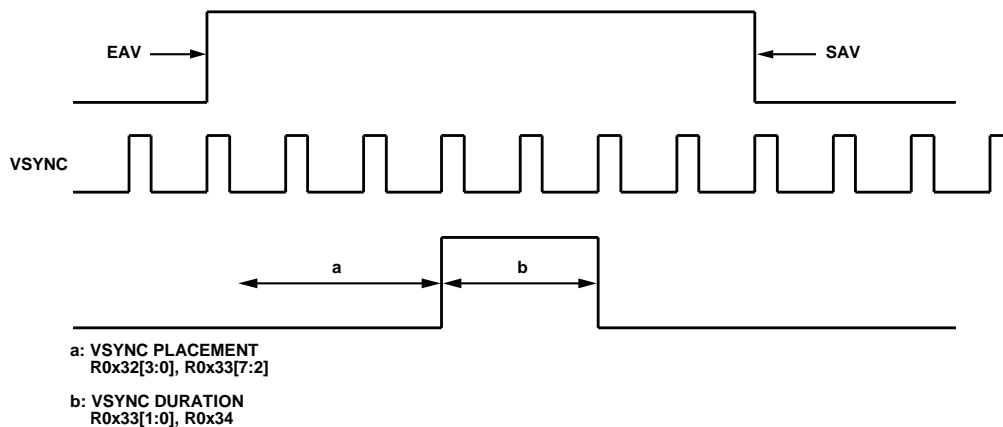 EAV
SAV
VSYNC
a
b
a: VSYNC PLACEMENT
R0x32[3:0], R0x33[7:2]
b: VSYNC DURATION
R0x33[1:0], R0x34